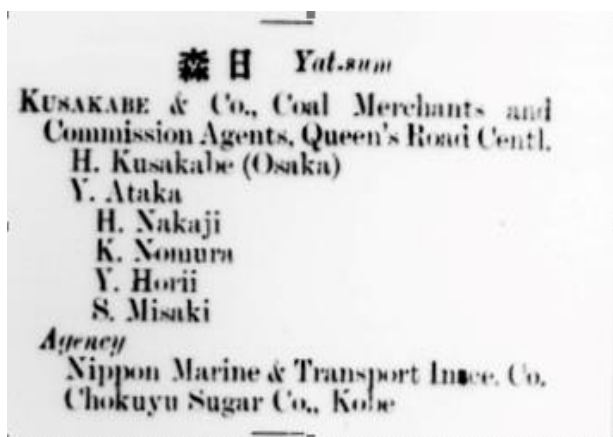 森日 Yat-sum
KUSAKABE & Co., Coal Merchants and
Commission Agents, Queen's Road Centl.
H. Kusakabe (Osaka)
Y. Ataka
H. Nakaji
K. Nomura
Y. Horii
S. Misaki
Agency
Nippon Marine & Transport Insce. Co.
Chokuyu Sugar Co., Kobe